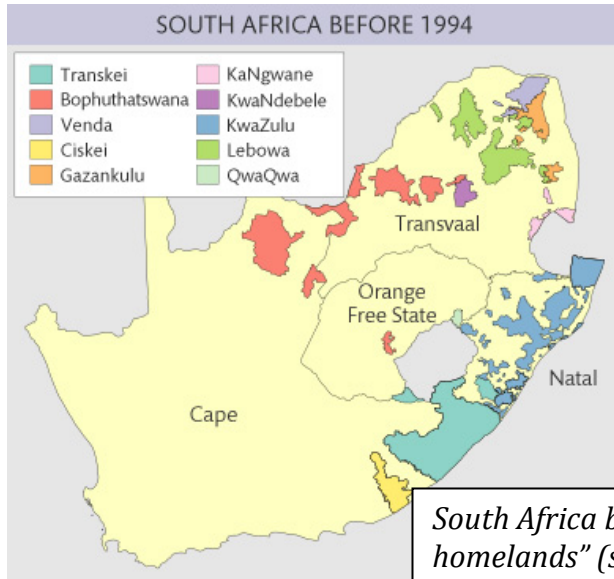 SOUTH AFRICA BEFORE 1994
Transkei
Bophuthatswana
Venda
Ciskei
Gazankulu
KaNgwane
KwaNdebele
KwaZulu
Lebowa
QwaQwa
Transvaal
Orange
Free State
Natal
Cape
South Africa b
homelands” (s